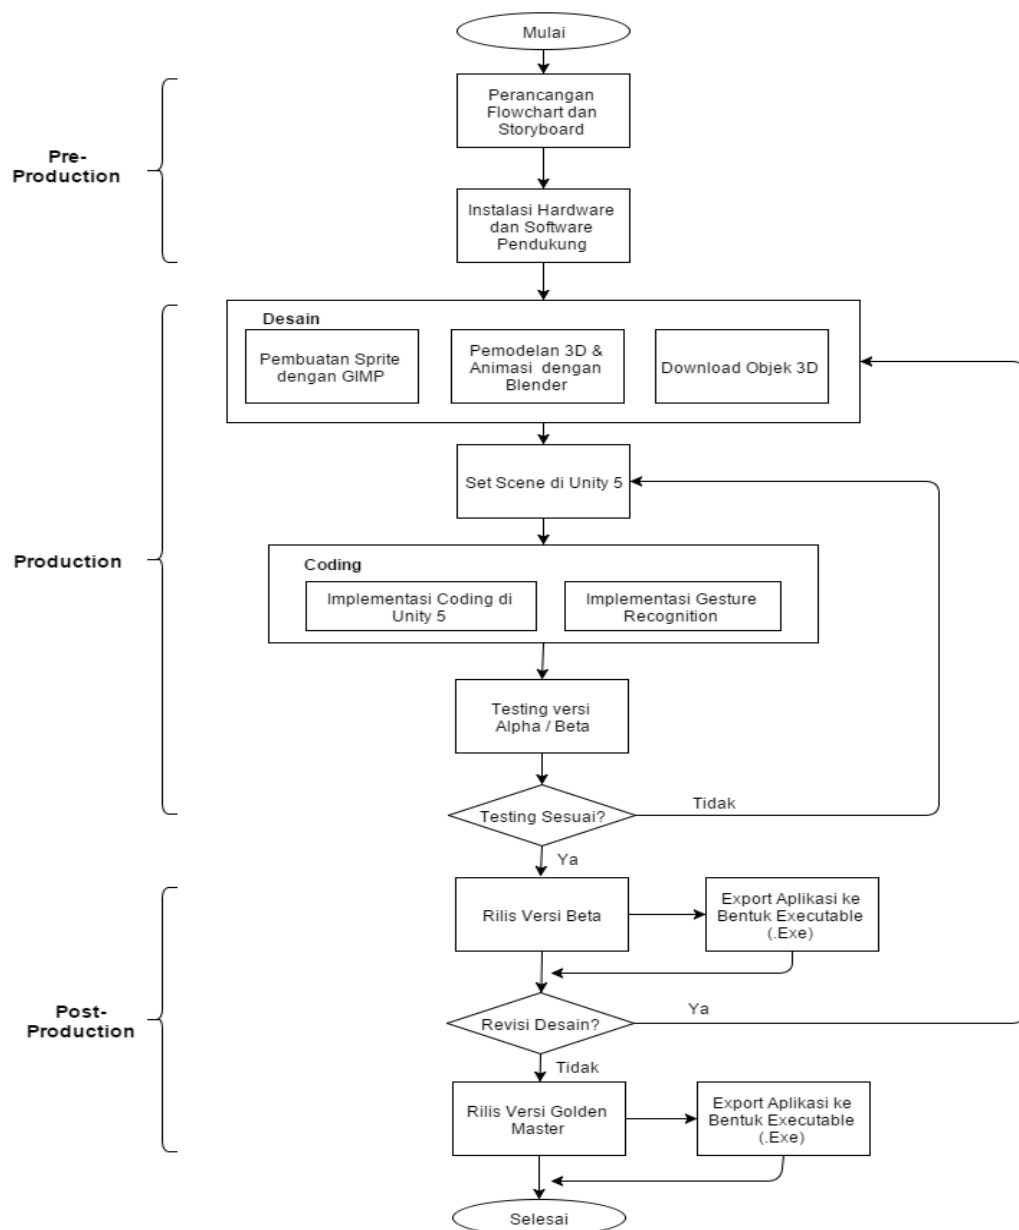 Mulai
Perancangan
Flowchart dan
Storyboard
Pre-
Production
Instalasi Hardware
dan Software
Pendukung
Desain
Pembuatan Sprite
dengan GIMP
Pemodelan 3D &
Animasi dengan
Blender
Download Objek 3D
Set Scene di Unity 5
Production
Coding
Implementasi Coding di
Unity 5
Implementasi Gesture
Recognition
Testing versi
Alpha / Beta
Testing Sesuai?
Tidak
Ya
Rilis Versi Beta
Export Aplikasi ke
Bentuk Executable
(.Exe)
Post-
Production
Revisi Desain?
Ya
Tidak
Rilis Versi Golden
Master
Export Aplikasi ke
Bentuk Executable
(.Exe)
Selesai